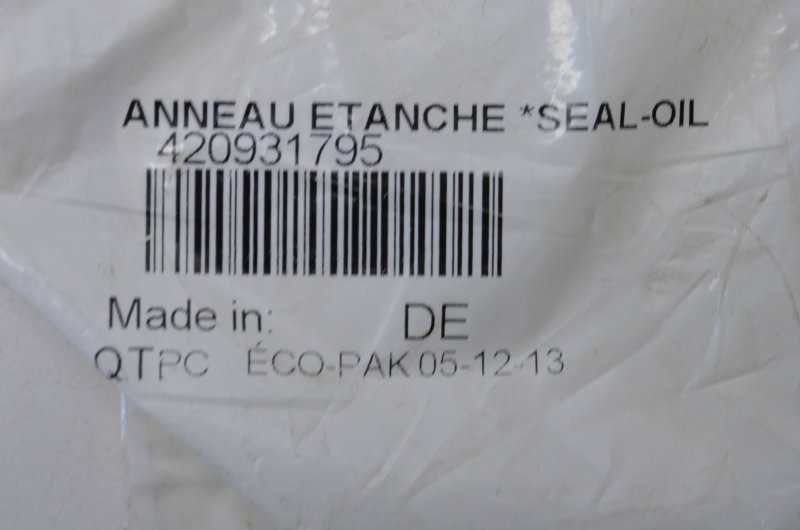 ANNEAU ETANCHE *SEAL-OIL
420931795
Made in: DE
QTPC ÉCO-PAK 05-12-13